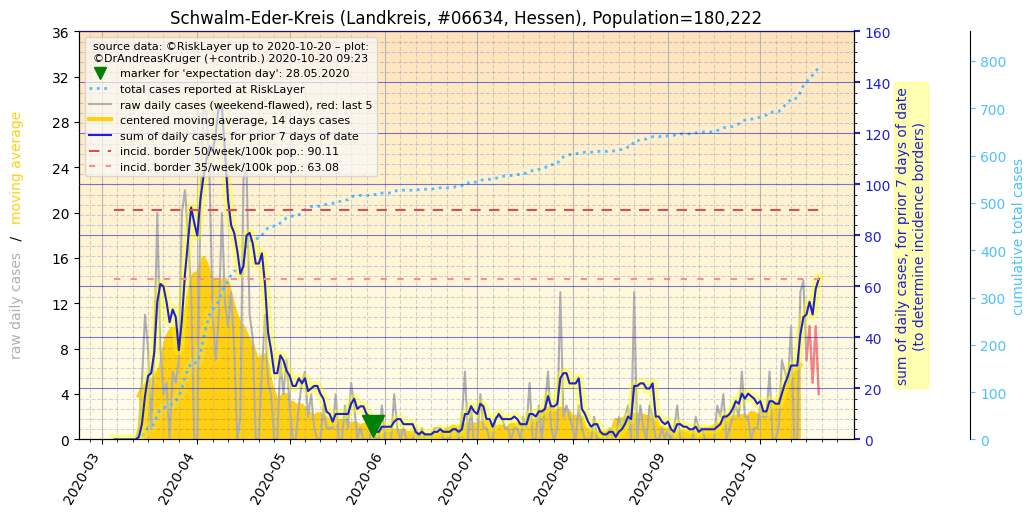 Schwalm-Eder-Kreis (Landkreis, #06634, Hessen), Population=180,222
source data: ©RiskLayer up to 2020-10-20 – plot:
©DrAndreasKruger (+contrib.) 2020-10-20 09:23
marker for 'expectation day': 28.05.2020
total cases reported at RiskLayer
raw daily cases (weekend-flawed), red: last 5
centered moving average, 14 days cases
sum of daily cases, for prior 7 days of date
incid. border 50/week/100k pop.: 90.11
incid. border 35/week/100k pop.: 63.08
raw daily cases / moving average
36
32
28
24
20
16
12
8
4
0
160
140
120
100
80
60
40
20
0
sum of daily cases, for prior 7 days of date
(to determine incidence borders)
800
700
600
500
400
300
200
100
0
cumulative total cases
2020-03
2020-04
2020-05
2020-06
2020-07
2020-08
2020-09
2020-10